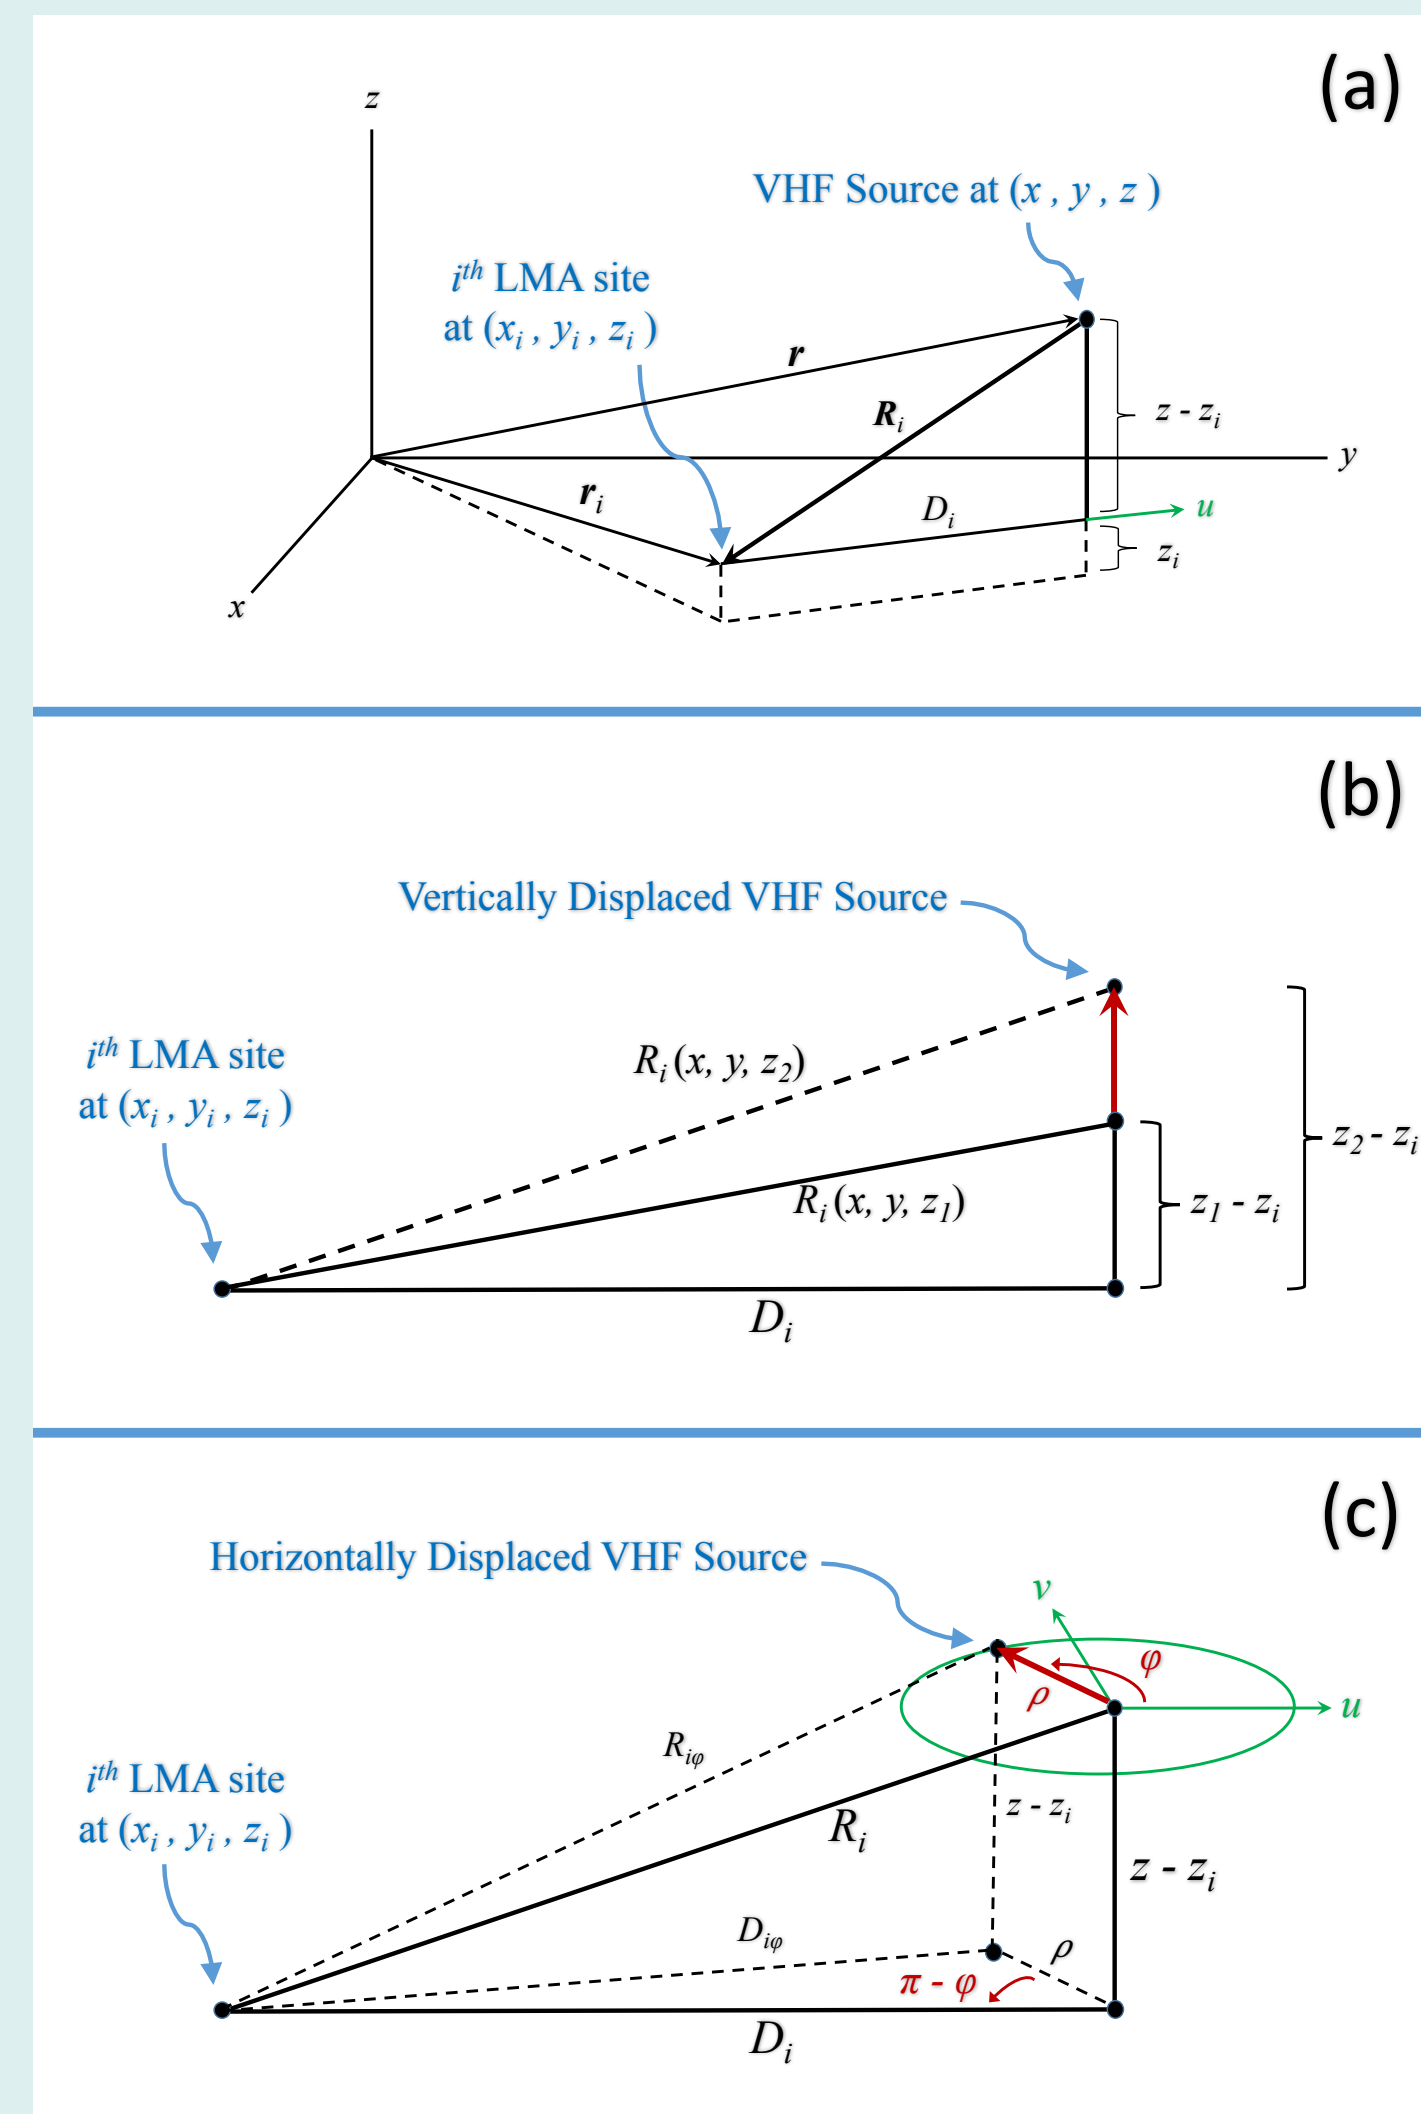 (a)
z
VHF Source at (x , y , z )
iᵗʰ LMA site
at (xᵢ , yᵢ , zᵢ )
r
Rᵢ
z - zᵢ
y
rᵢ
Dᵢ
u
zᵢ
x
(b)
Vertically Displaced VHF Source
iᵗʰ LMA site
at (xᵢ , yᵢ , zᵢ )
Rᵢ(x, y, z₂)
z₂ - zᵢ
Rᵢ(x, y, z₁)
z₁ - zᵢ
Dᵢ
(c)
Horizontally Displaced VHF Source
v
φ
ρ
u
Rᵢᵩ
iᵗʰ LMA site
at (xᵢ , yᵢ , zᵢ )
z - zᵢ
Rᵢ
z - zᵢ
Dᵢᵩ
ρ
π - φ
Dᵢ